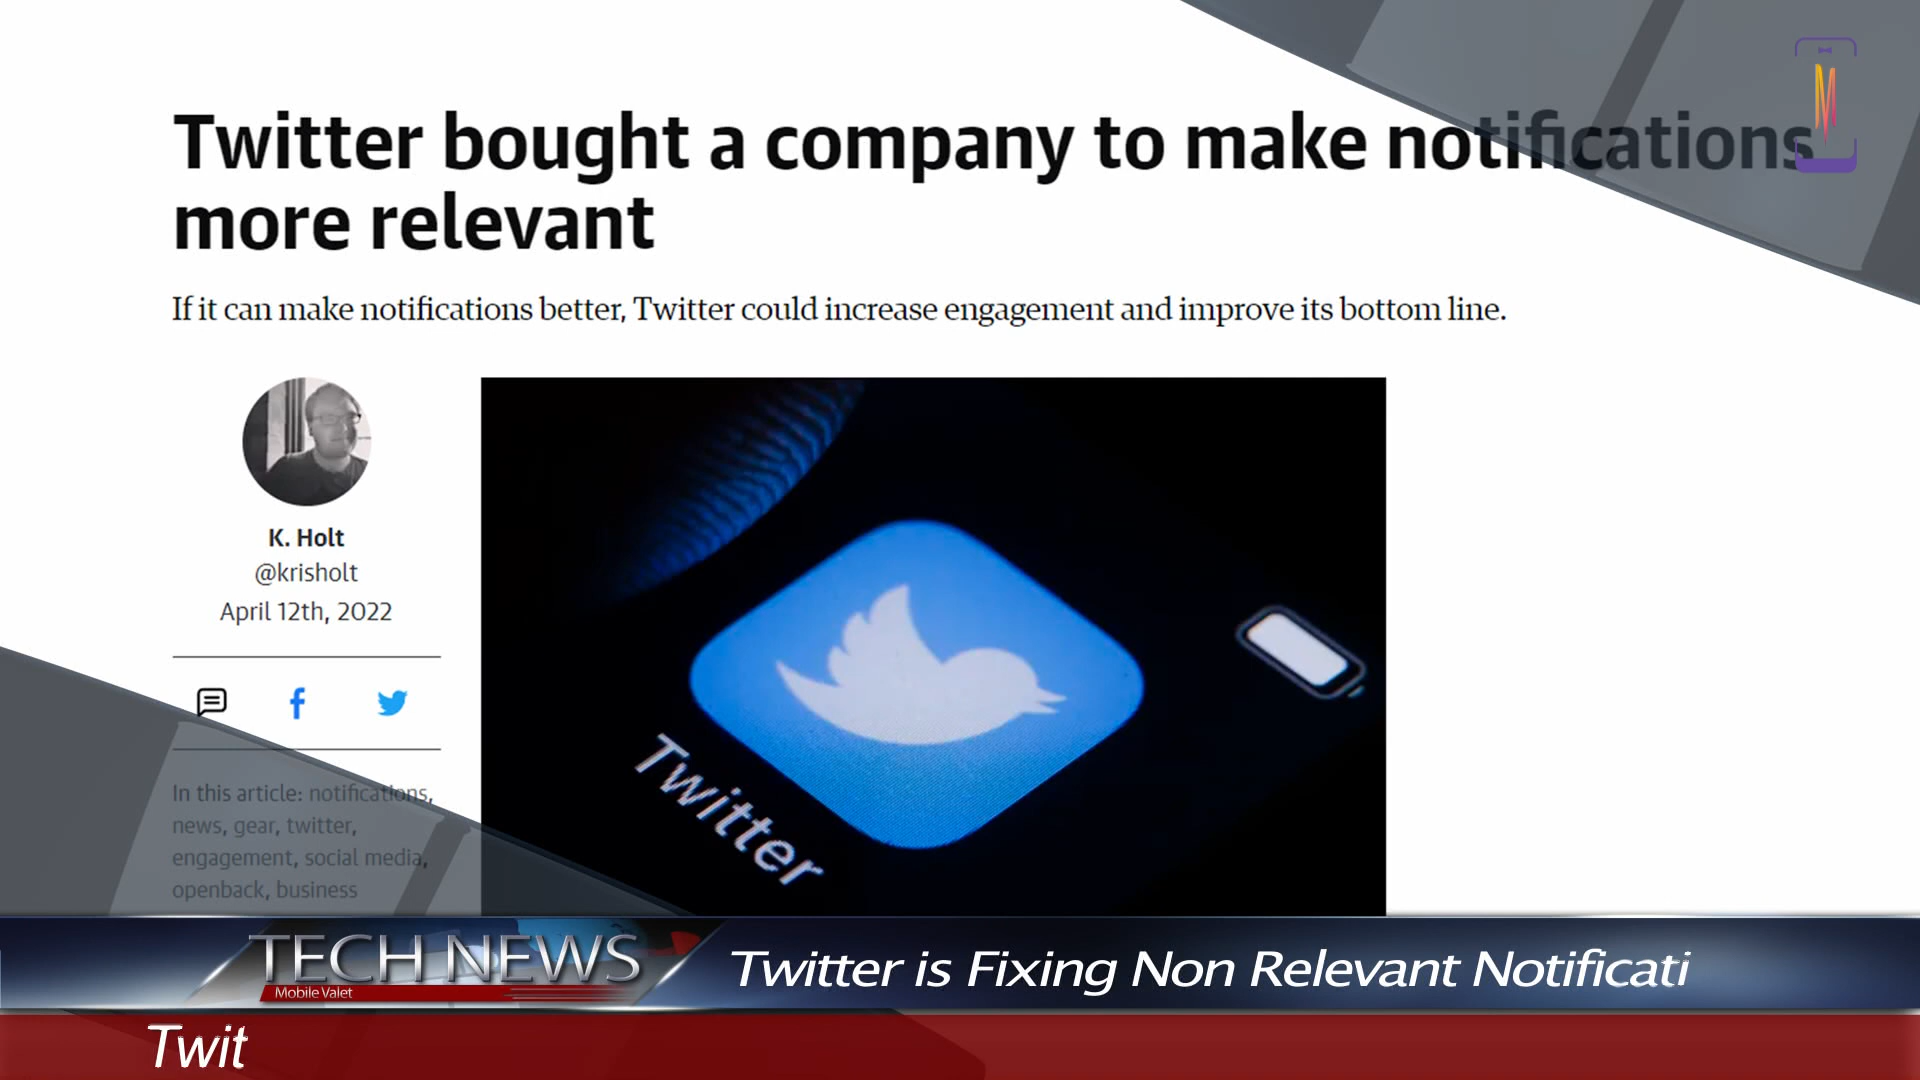 Twitter bought a company to make notifications
more relevant
If it can make notifications better, Twitter could increase engagement and improve its bottom line.
K. Holt
@krisholt
April 12th, 2022
In this article: notifications,
news, gear, twitter,
engagement, social media,
openback, business
Twitter
TECH NEWS
Mobile Valet
Twitter is Fixing Non Relevant Notificati
Twit